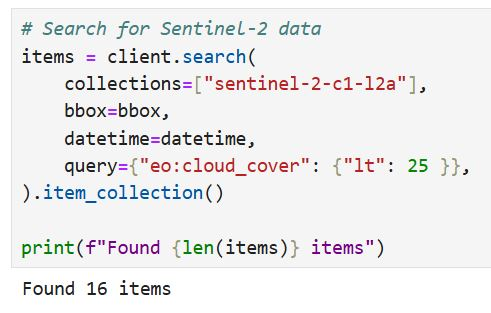 # Search for Sentinel-2 data
items = client.search(
    collections=["sentinel-2-c1-l2a"],
    bbox=bbox,
    datetime=datetime,
    query={"eo:cloud_cover": {"lt": 25 }},
).item_collection()

print(f"Found {len(items)} items")
Found 16 items